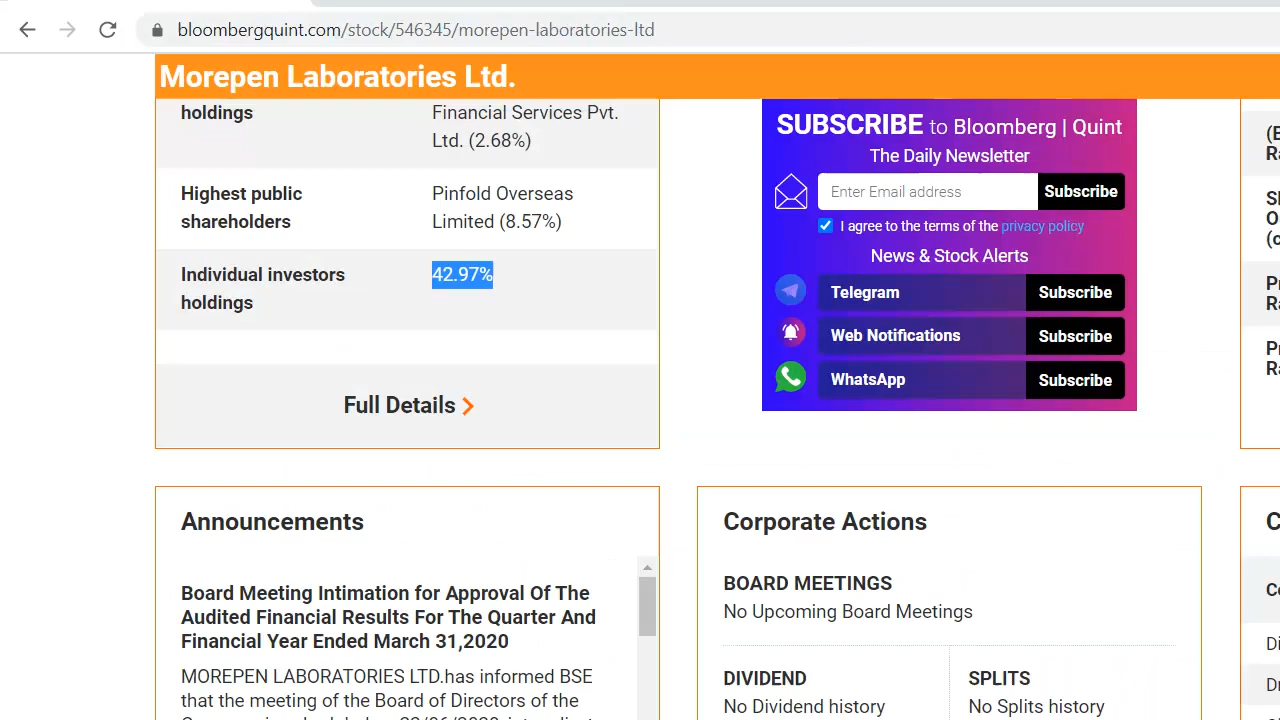 bloombergquint.com/stock/546345/morepen-laboratories-ltd
Morepen Laboratories Ltd.
holdings
Financial Services Pvt.
Ltd. (2.68%)
Highest public
shareholders
Pinfold Overseas
Limited (8.57%)
Individual investors
holdings
42.97%
Full Details
SUBSCRIBE to Bloomberg | Quint
The Daily Newsletter
Enter Email address
Subscribe
I agree to the terms of the privacy policy
News & Stock Alerts
Telegram
Subscribe
Web Notifications
Subscribe
WhatsApp
Subscribe
Announcements
Board Meeting Intimation for Approval Of The
Audited Financial Results For The Quarter And
Financial Year Ended March 31,2020
MOREPEN LABORATORIES LTD.has informed BSE
that the meeting of the Board of Directors of the
Corporate Actions
BOARD MEETINGS
No Upcoming Board Meetings
DIVIDEND
No Dividend history
SPLITS
No Splits history